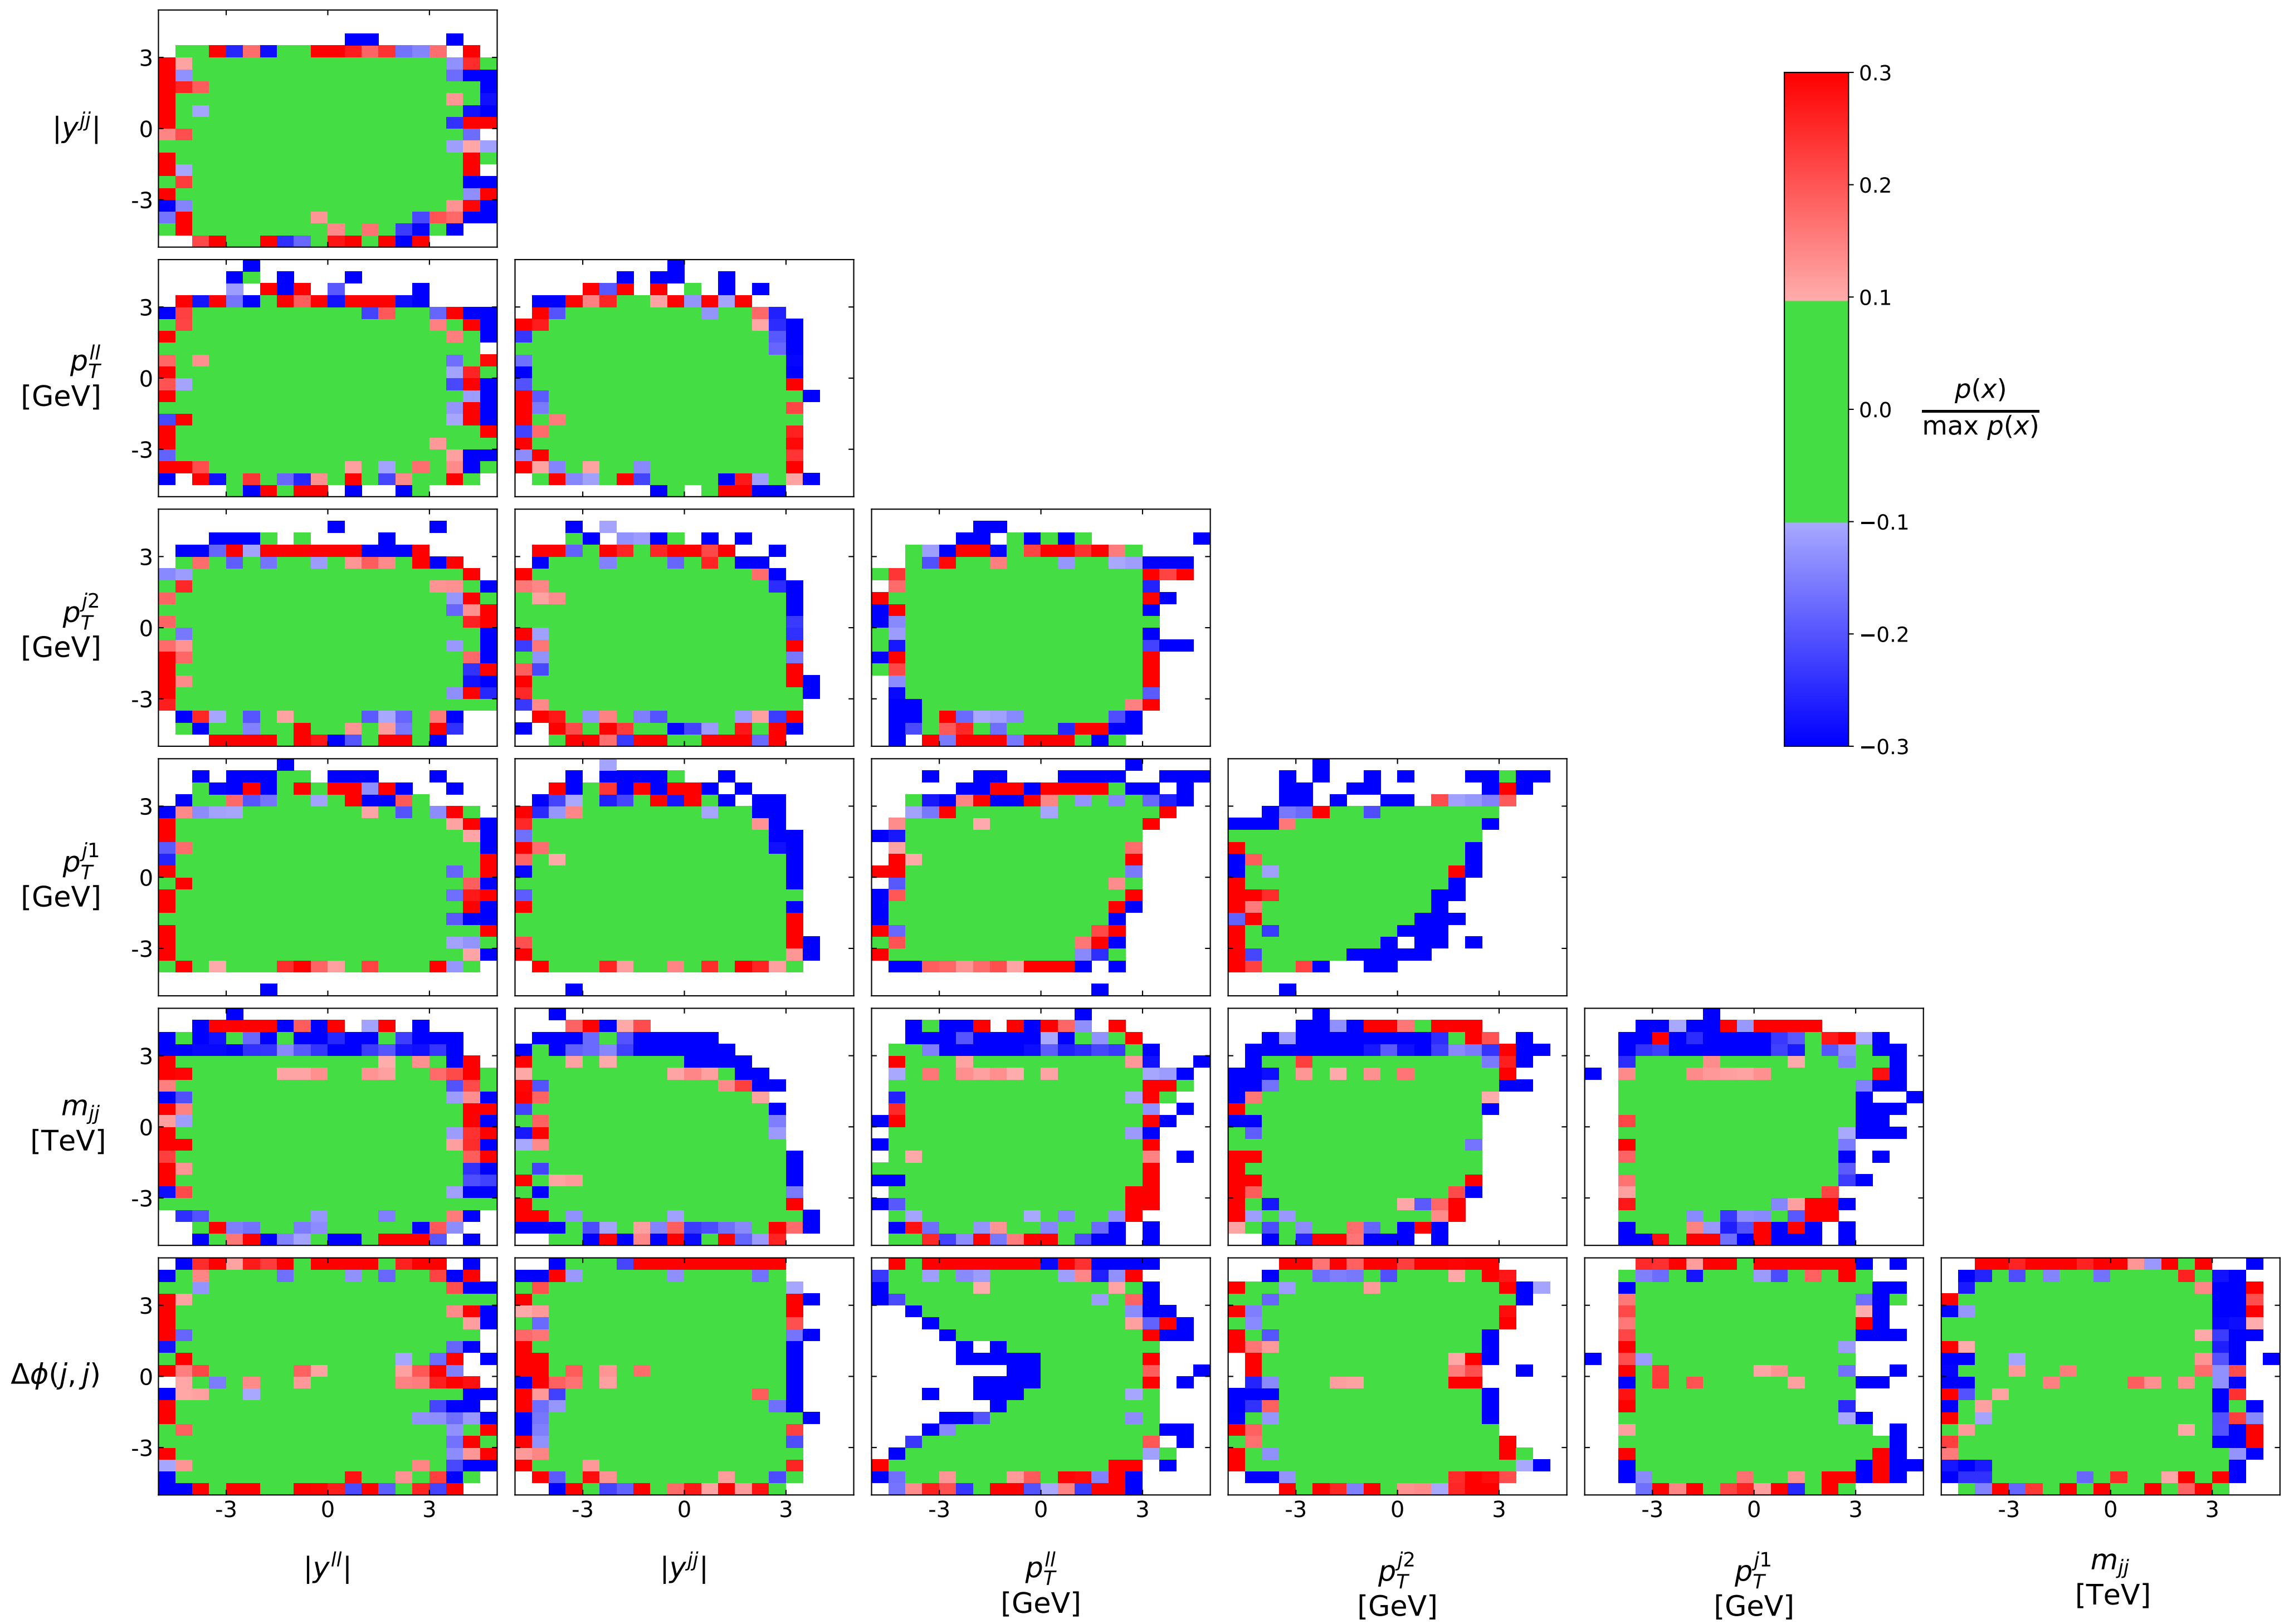 3
0
-3
|y^{jj}|
3
0
-3
p_T^{ll}
[GeV]
3
0
-3
p_T^{j2}
[GeV]
3
0
-3
p_T^{j1}
[GeV]
3
0
-3
m_{jj}
[TeV]
3
0
-3
Δϕ(j, j)
-3 0 3
-3 0 3
-3 0 3
-3 0 3
-3 0 3
-3 0 3
|y^{ll}|
|y^{jj}|
p_T^{ll}
[GeV]
p_T^{j2}
[GeV]
p_T^{j1}
[GeV]
m_{jj}
[TeV]
0.3
0.2
0.1
0.0
−0.1
−0.2
−0.3
p(x)
max p(x)